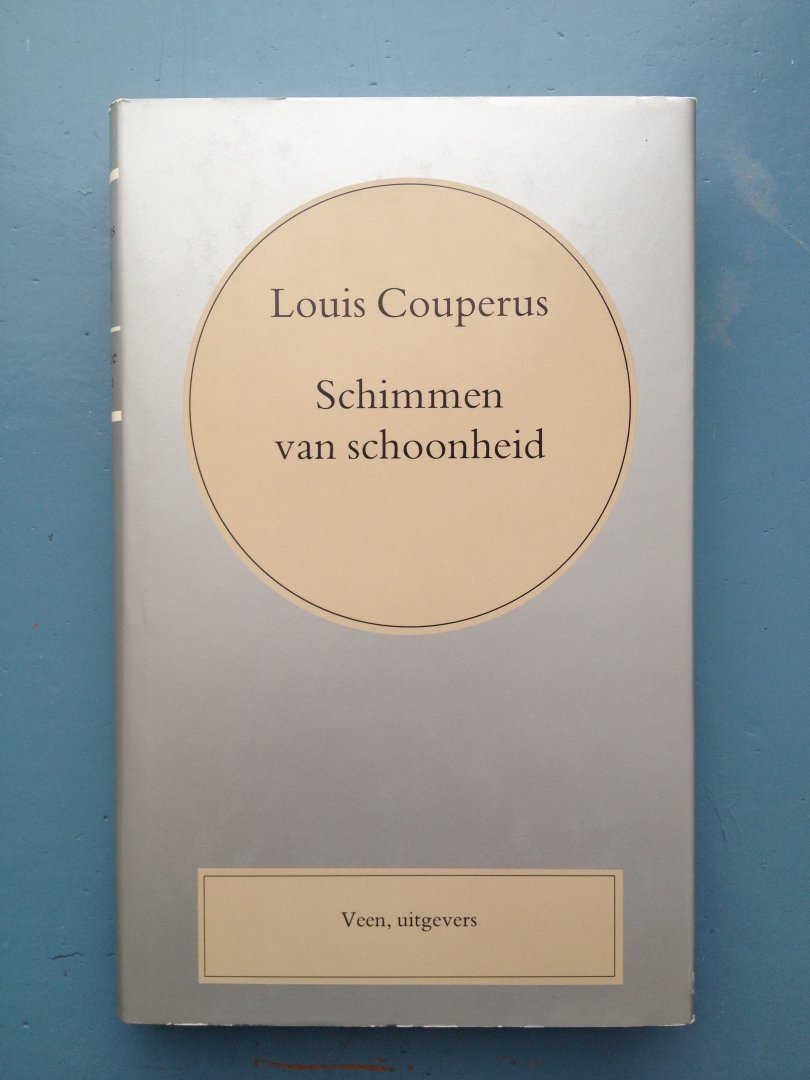 Louis Couperus
Schimmen
van schoonheid
Veen, uitgevers